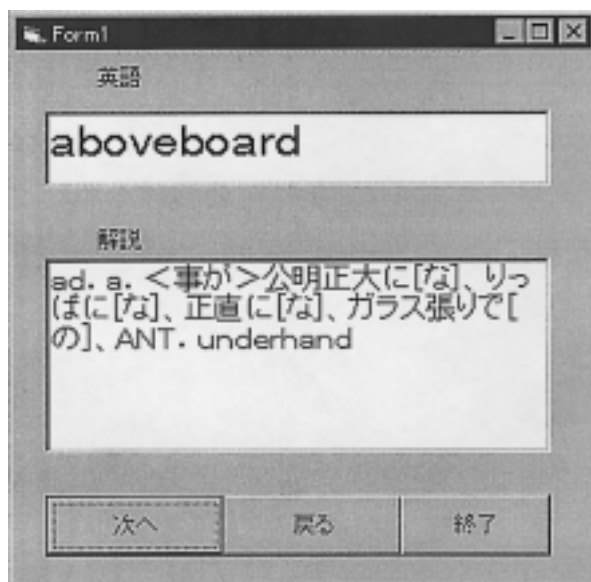 Form1
英語
aboveboard
解説
ad. a. ＜事が＞公明正大に[な]、りっ
ぱに[な]、正直に[な]、ガラス張りで[
の]、ANT. underhand
次へ 戻る 終了